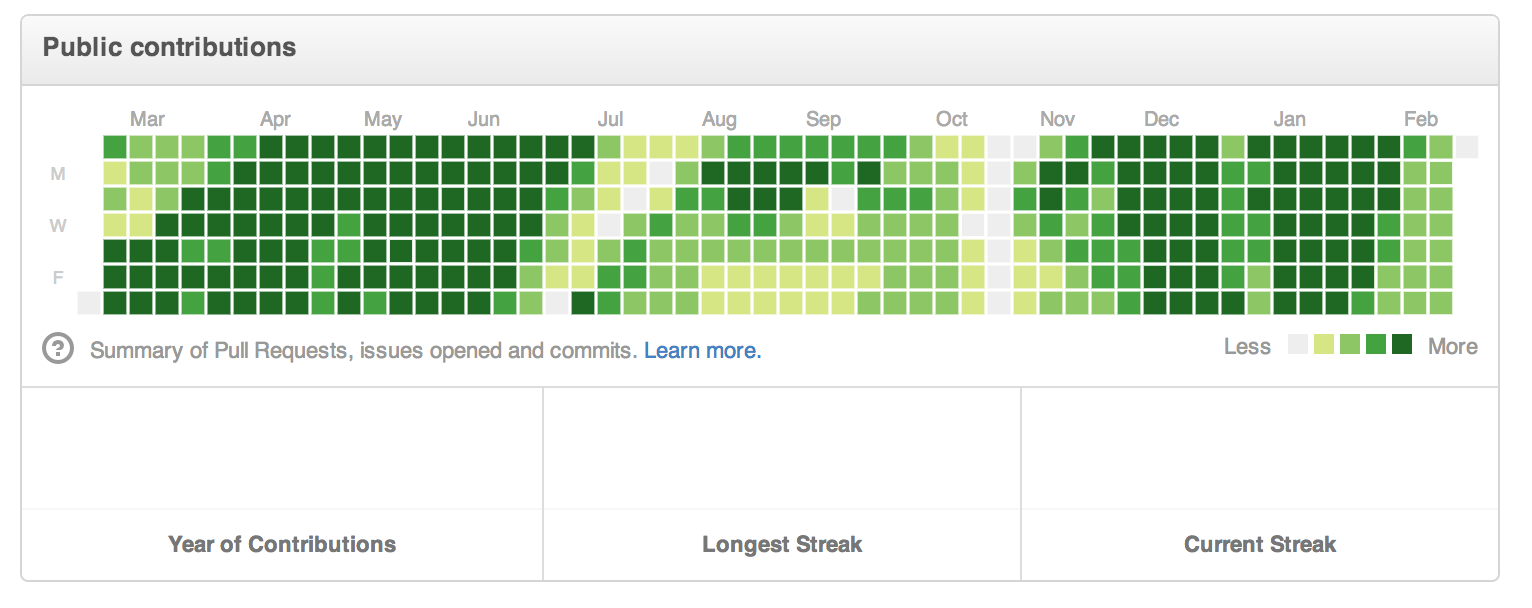 Public contributions
Mar Apr May Jun Jul Aug Sep Oct Nov Dec Jan Feb
M
W
F
? Summary of Pull Requests, issues opened and commits. Learn more.
Less More
Year of Contributions Longest Streak Current Streak